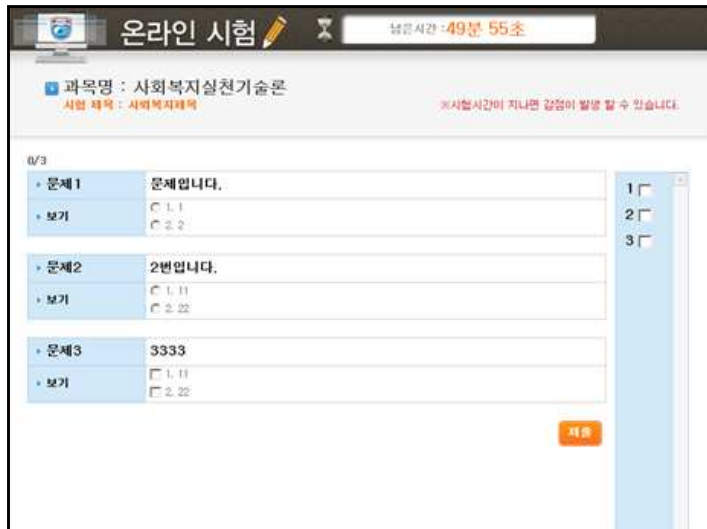 온라인 시험
남은시간 :49분 55초
과목명 : 사회복지실천기술론
시험 제목 : 사회복지제목
※시험시간이 지나면 감점이 발생 할 수 있습니다.
0/3
문제1 문제입니다.
보기
1. 1
2. 2
문제2 2번입니다.
보기
1. 11
2. 22
문제3 3333
보기
1. 11
2. 22
제출
1
2
3